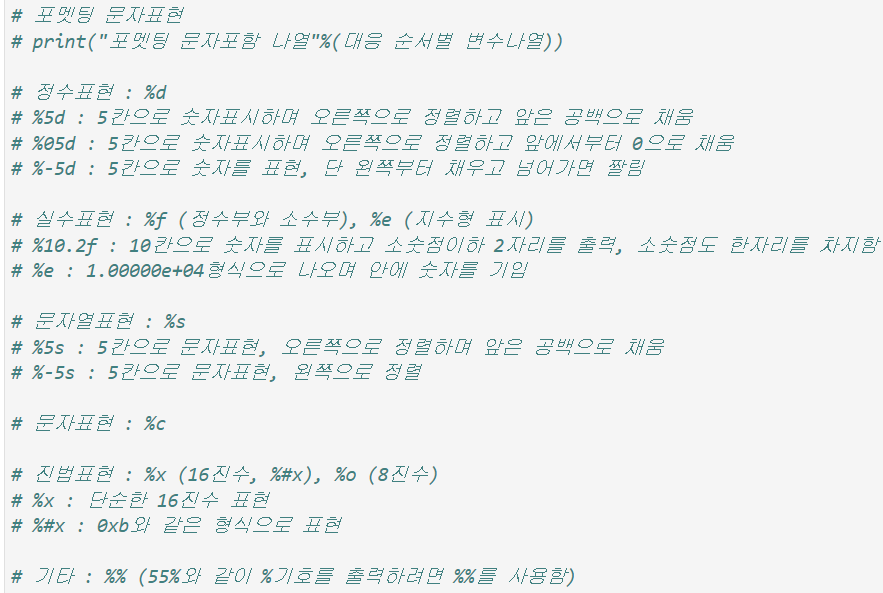 # 포멧팅 문자표현
# print("포멧팅 문자포함 나열"%(대응 순서별 변수나열))
# 정수표현 : %d
# %5d : 5칸으로 숫자표시하며 오른쪽으로 정렬하고 앞은 공백으로 채움
# %05d : 5칸으로 숫자표시하며 오른쪽으로 정렬하고 앞에서부터 0으로 채움
# %-5d : 5칸으로 숫자를 표현, 단 왼쪽부터 채우고 넘어가면 짤림
# 실수표현 : %f (정수부와 소수부), %e (지수형 표시)
# %10.2f : 10칸으로 숫자를 표시하고 소숫점이하 2자리를 출력, 소숫점도 한자리를 차지함
# %e : 1.00000e+04형식으로 나오며 안에 숫자를 기입
# 문자열표현 : %s
# %5s : 5칸으로 문자표현, 오른쪽으로 정렬하며 앞은 공백으로 채움
# %-5s : 5칸으로 문자표현, 왼쪽으로 정렬
# 문자표현 : %c
# 진법표현 : %x (16진수, %#x), %o (8진수)
# %x : 단순한 16진수 표현
# %#x : 0xb와 같은 형식으로 표현
# 기타 : %% (55%와 같이 %기호를 출력하려면 %%를 사용함)